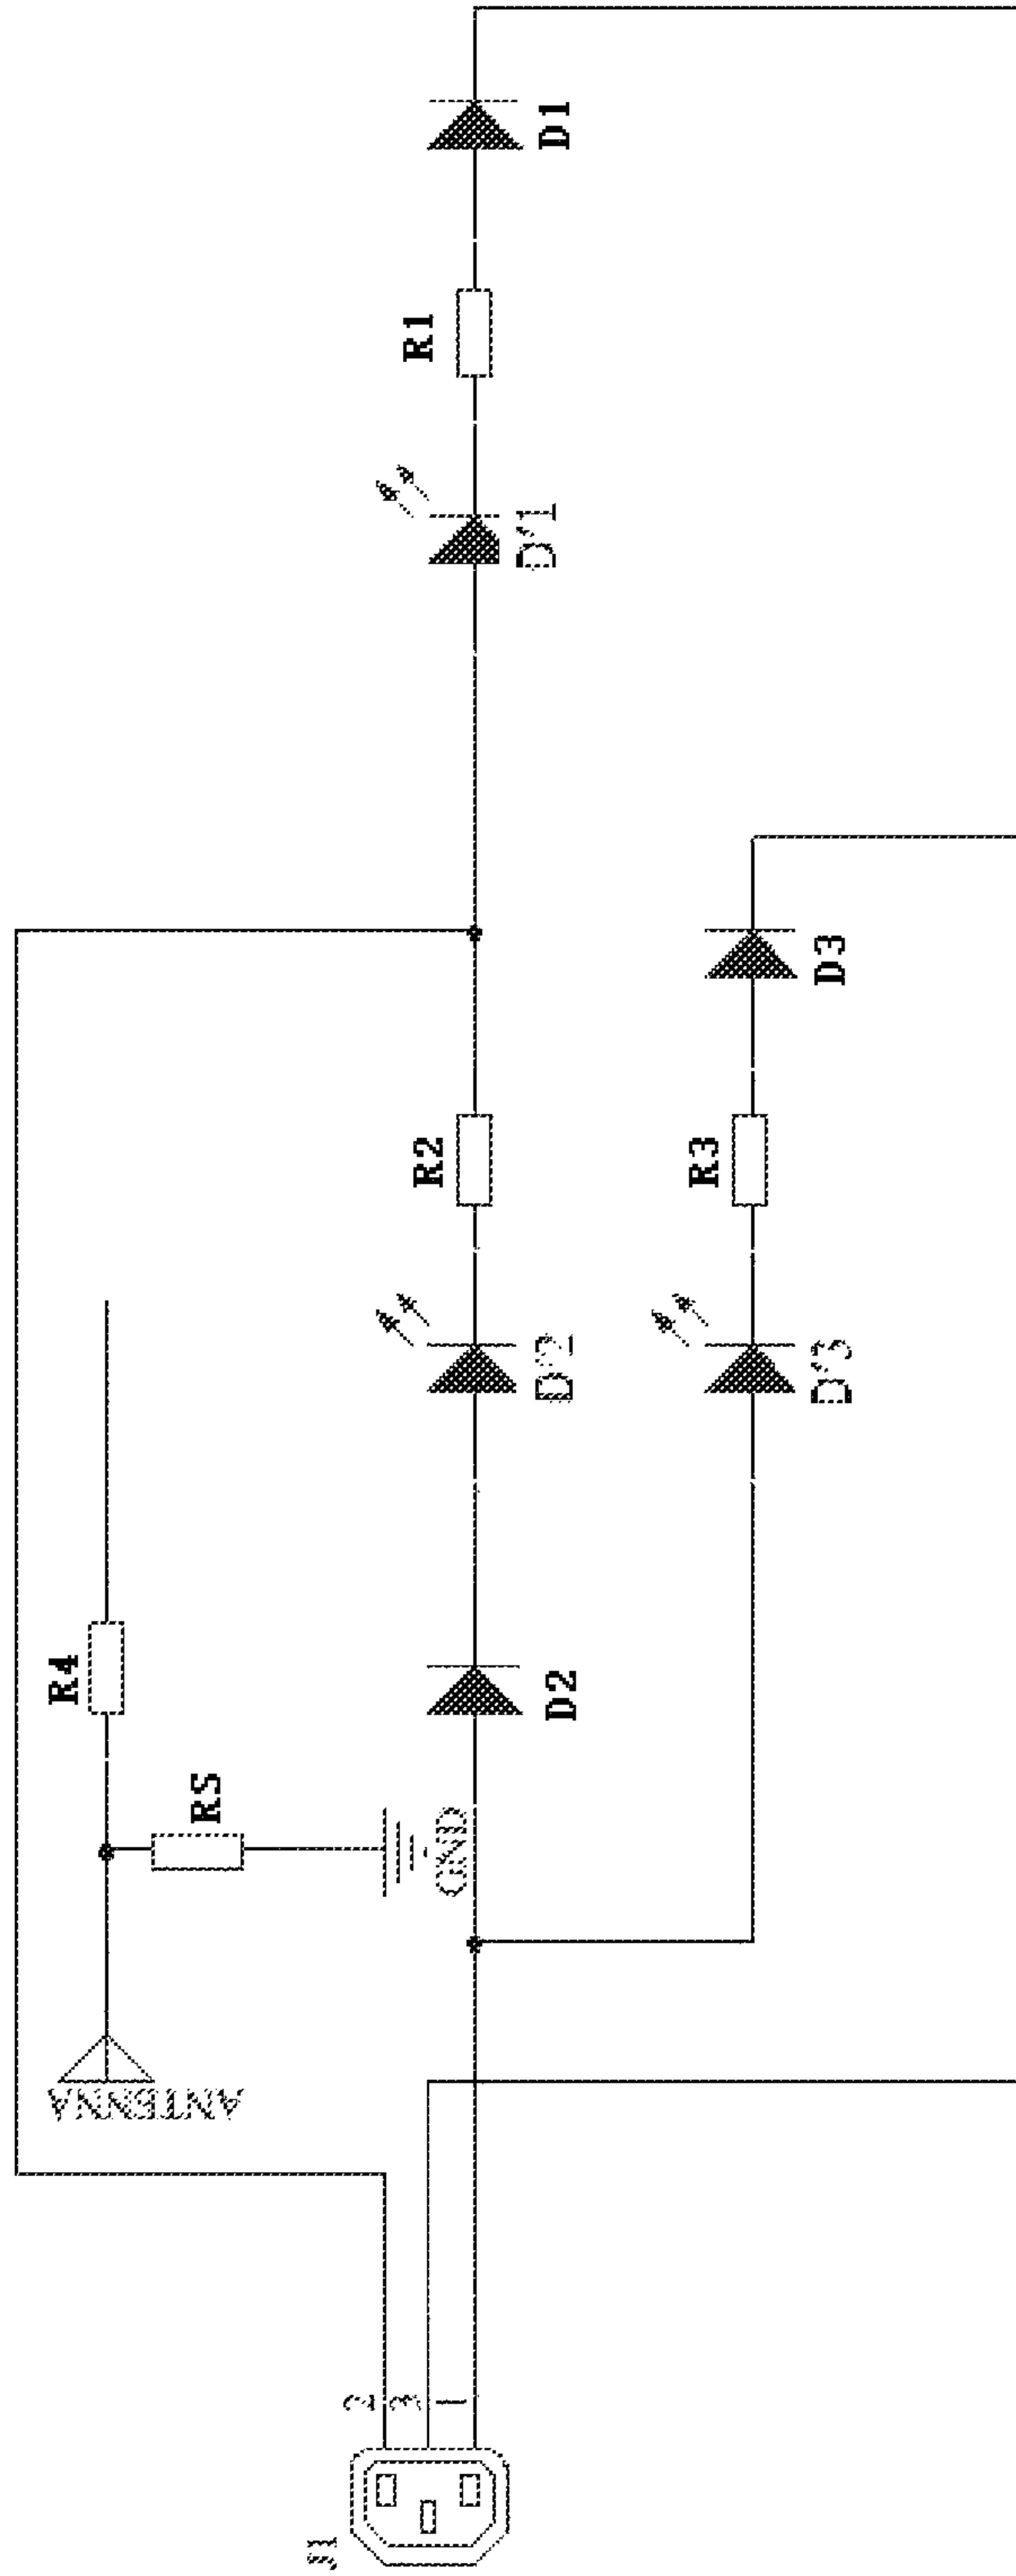 J1
2
3
1
ANTENNA
R4
RS
GND
D2
D'2
R2
D'3
R3
D3
D'1
R1
D1